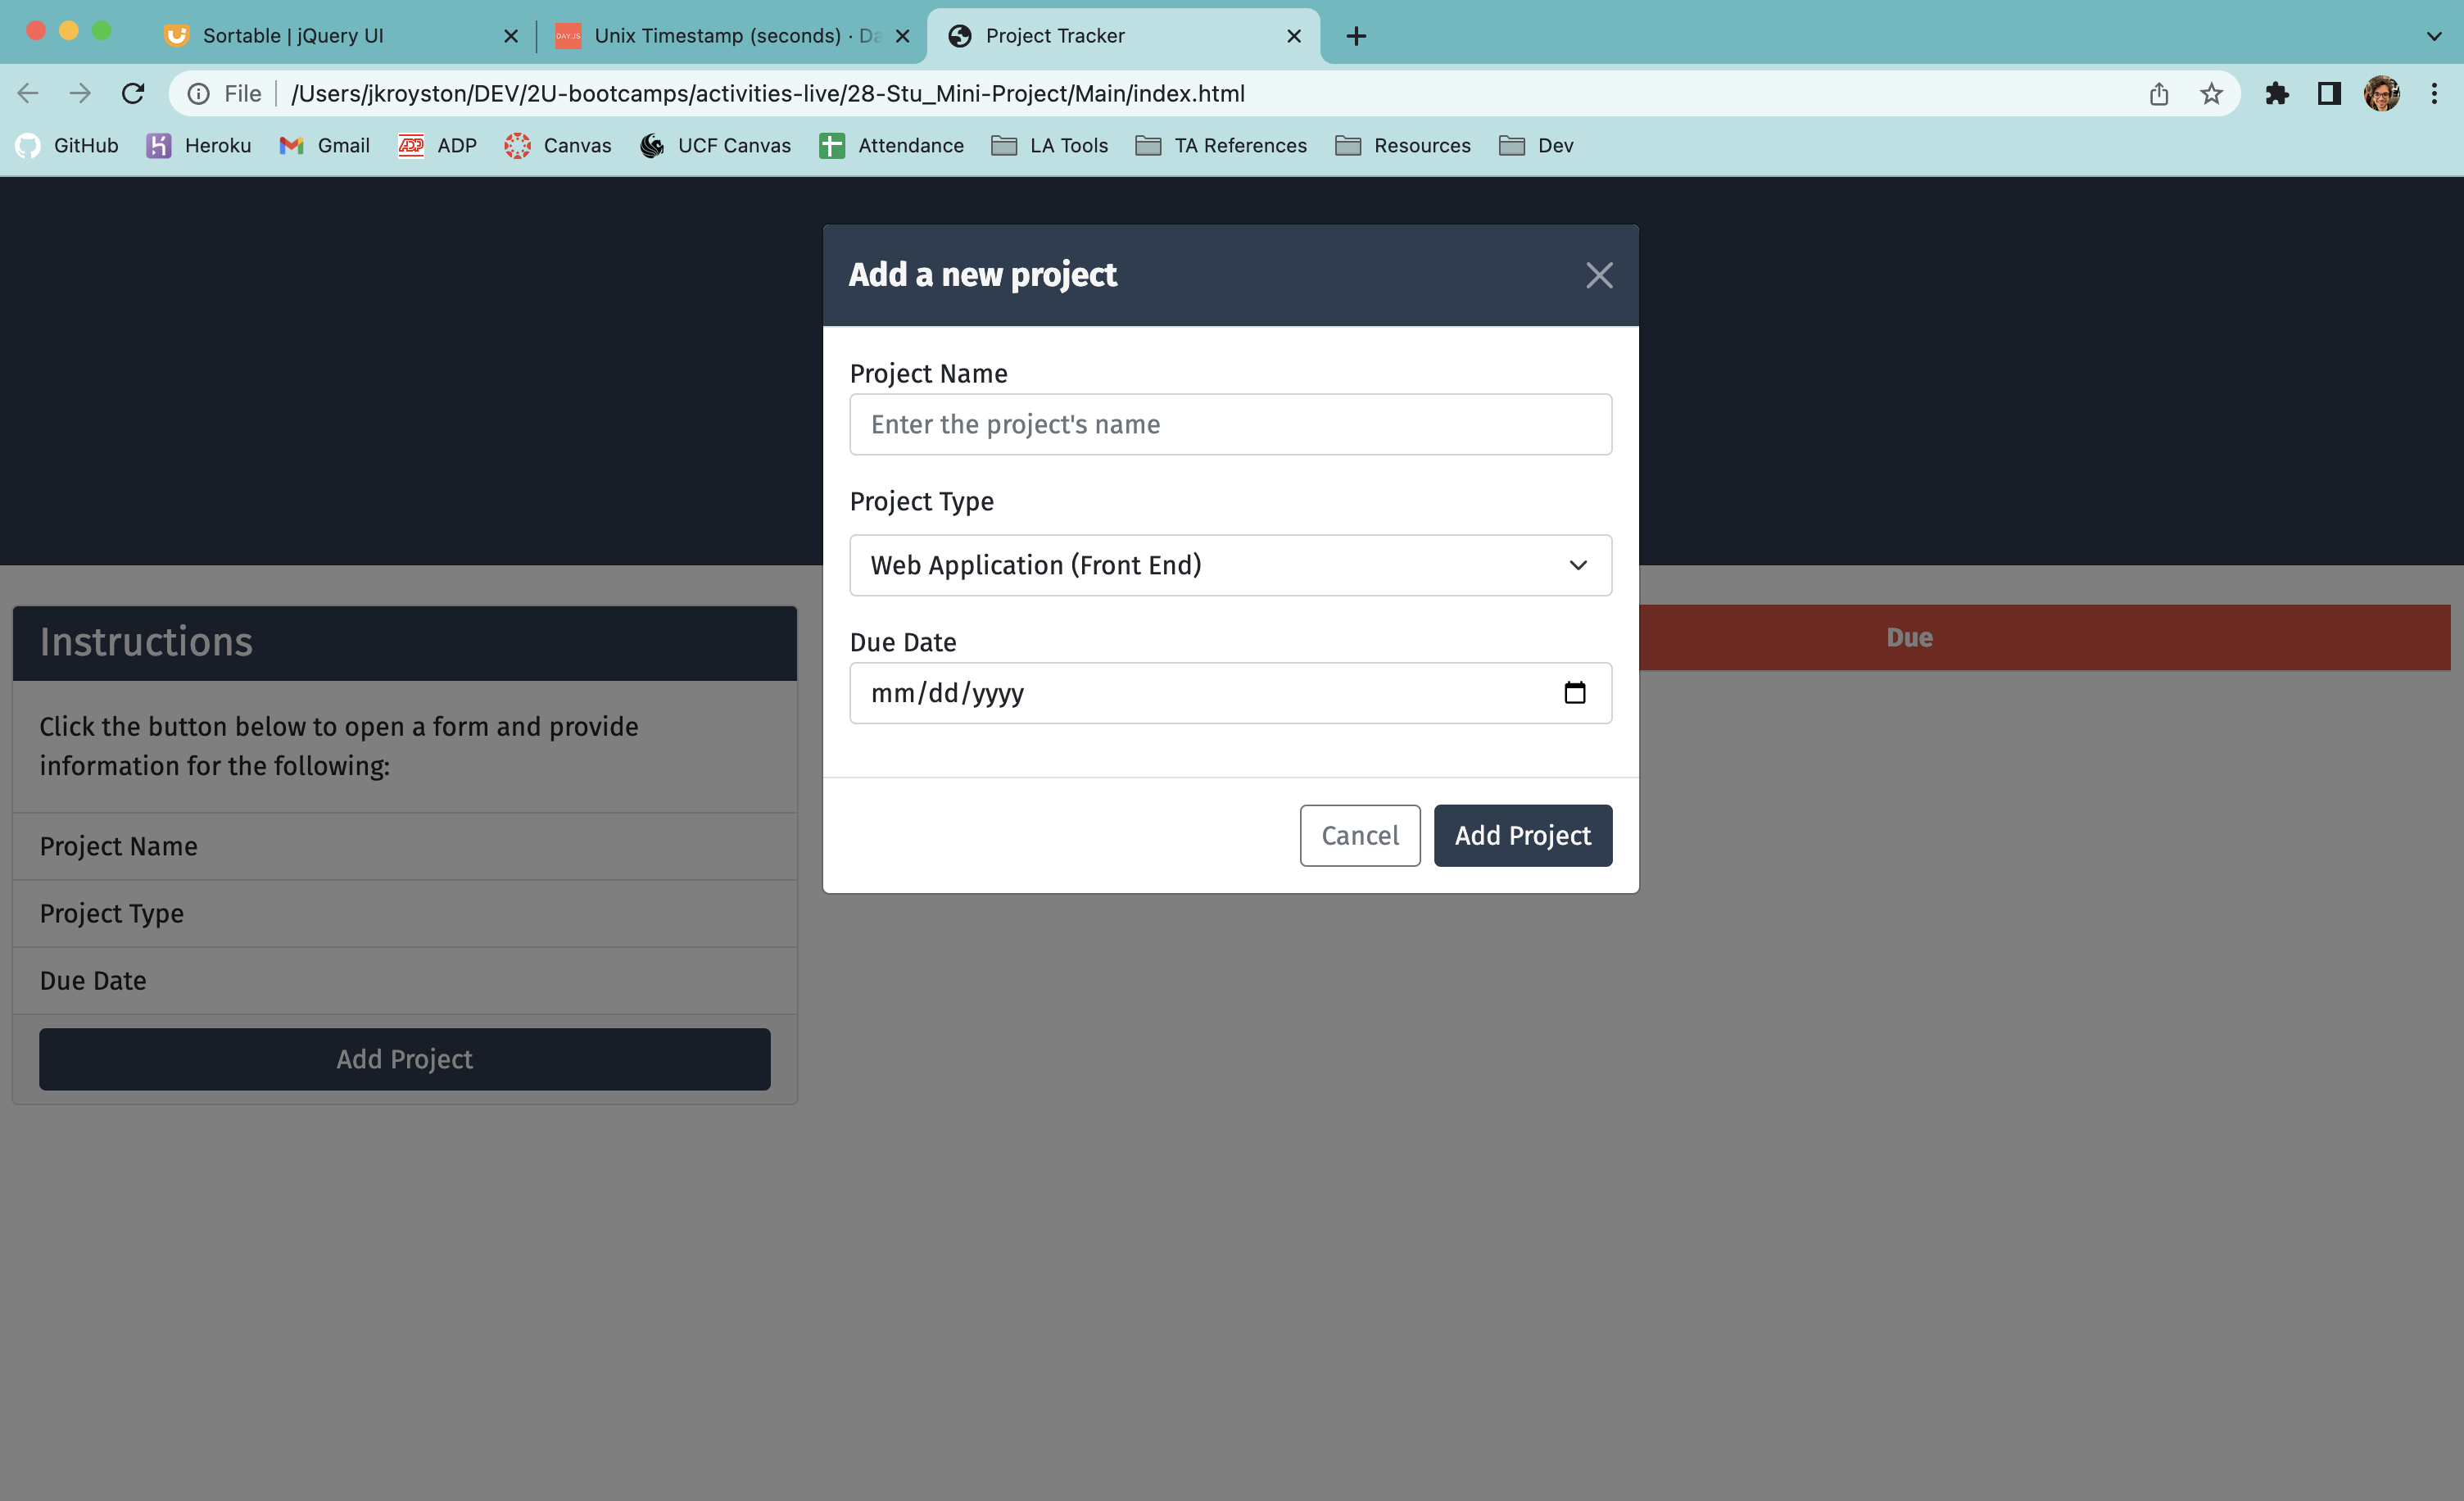 Sortable | jQuery UI
DAY.JS
Unix Timestamp (seconds) · Da
Project Tracker
File
/Users/jkroyston/DEV/2U-bootcamps/activities-live/28-Stu_Mini-Project/Main/index.html
GitHub
Heroku
Gmail
ADP
ADP
Canvas
UCF Canvas
Attendance
LA Tools
TA References
Resources
Dev
Add a new project
Project Name
Enter the project's name
Project Type
Web Application (Front End)
Due Date
mm/dd/yyyy
Cancel
Add Project
Instructions
Click the button below to open a form and provide
information for the following:
Project Name
Project Type
Due Date
Add Project
Due